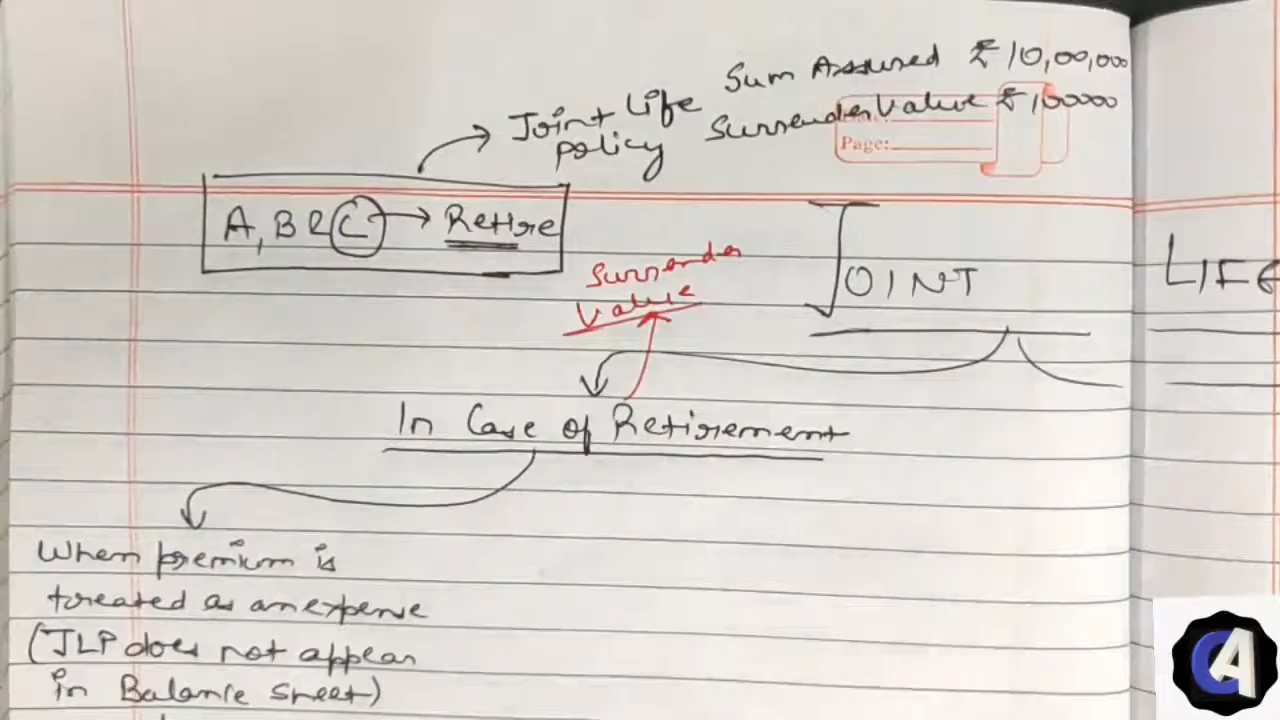 Sum Assured ₹ 10,00,000
Joint Life Surrender Value ₹ 100000
policy
Page:
A, B & C → Retire
Surrender
Value
JOINT LIFE
In Case of Retirement
When premium is
treated as an expense
(JLP does not appear
in Balance Sheet)
CA